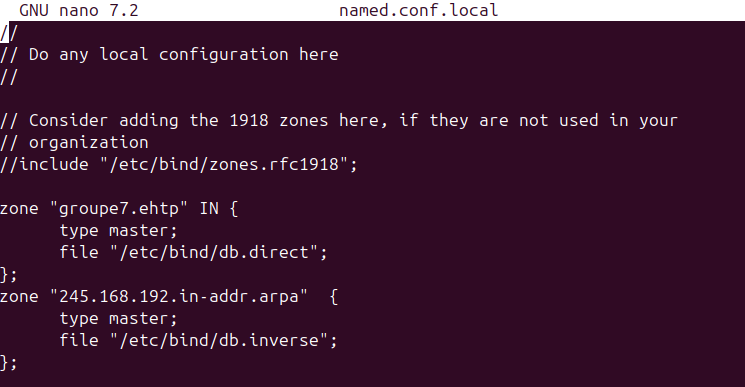 GNU nano 7.2 named.conf.local
//
// Do any local configuration here
//
// Consider adding the 1918 zones here, if they are not used in your
// organization
//include "/etc/bind/zones.rfc1918";
zone "groupe7.ehtp" IN {
      type master;
      file "/etc/bind/db.direct";
};
zone "245.168.192.in-addr.arpa"  {
      type master;
      file "/etc/bind/db.inverse";
};